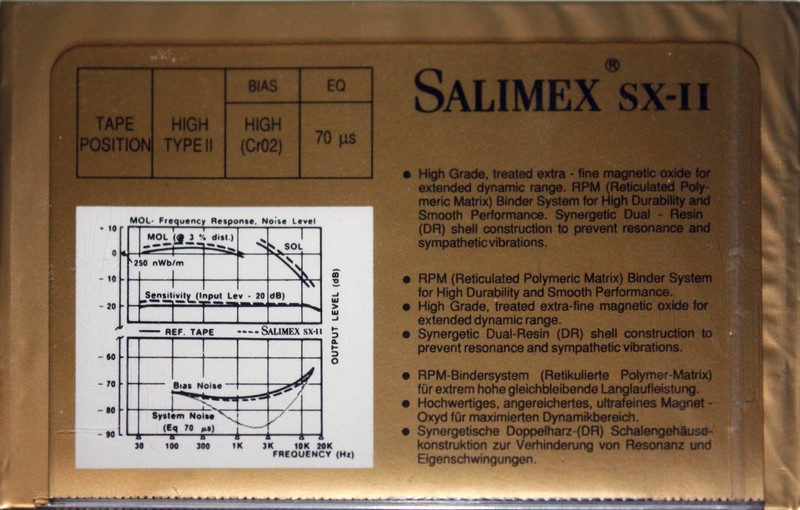 SALIMEX® SX-II
BIAS EQ
TAPE POSITION HIGH TYPE II HIGH (Cr02) 70 µs
MOL- Frequency Response, Noise Level
+ 10
MOL (@ 3 % dist.)
SOL
0
250 nWb/m
- 10
Sensitivity (Input Lev - 20 dB)
- 20
REF. TAPE SALIMEX SX-II
OUTPUT LEVEL (dB)
- 60
- 70
Bias Noise
- 80
System Noise
(Eq 70 µs)
- 90
30 100 300 1K 3K 10K 20K
FREQUENCY (Hz)
● High Grade, treated extra - fine magnetic oxide for
extended dynamic range. RPM (Reticulated Poly-
meric Matrix) Binder System for High Durability and
Smooth Performance. Synergetic Dual - Resin
(DR) shell construction to prevent resonance and
sympathetic vibrations.
● RPM (Reticulated Polymeric Matrix) Binder System
for High Durability and Smooth Performance.
● High Grade, treated extra-fine magnetic oxide for
extended dynamic range.
● Synergetic Dual-Resin (DR) shell construction to
prevent resonance and sympathetic vibrations.
● RPM-Bindersystem (Retikulierte Polymer-Matrix)
für extrem hohe gleichbleibende Langlaufleistung.
● Hochwertiges, angereichertes, ultrafeines Magnet -
Oxyd für maximierten Dynamikbereich.
● Synergetische Doppelharz-(DR) Schalengehäuse-
konstruktion zur Verhinderung von Resonanz und
Eigenschwingungen.